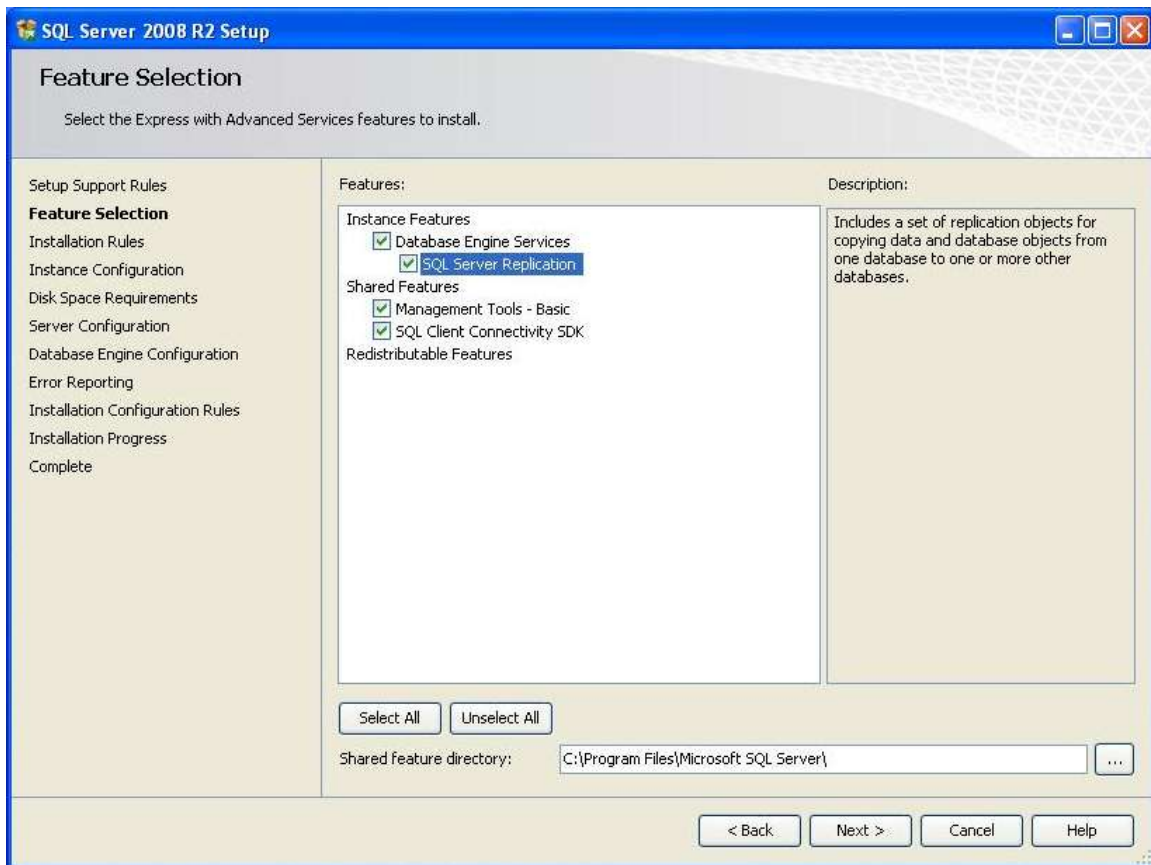 SQL Server 2008 R2 Setup
Feature Selection
Select the Express with Advanced Services features to install.
Setup Support Rules
Feature Selection
Installation Rules
Instance Configuration
Disk Space Requirements
Server Configuration
Database Engine Configuration
Error Reporting
Installation Configuration Rules
Installation Progress
Complete
Features:
Instance Features
Database Engine Services
SQL Server Replication
Shared Features
Management Tools - Basic
SQL Client Connectivity SDK
Redistributable Features
Description:
Includes a set of replication objects for
copying data and database objects from
one database to one or more other
databases.
Select All
Unselect All
Shared feature directory:
C:\Program Files\Microsoft SQL Server\
...
< Back
Next >
Cancel
Help